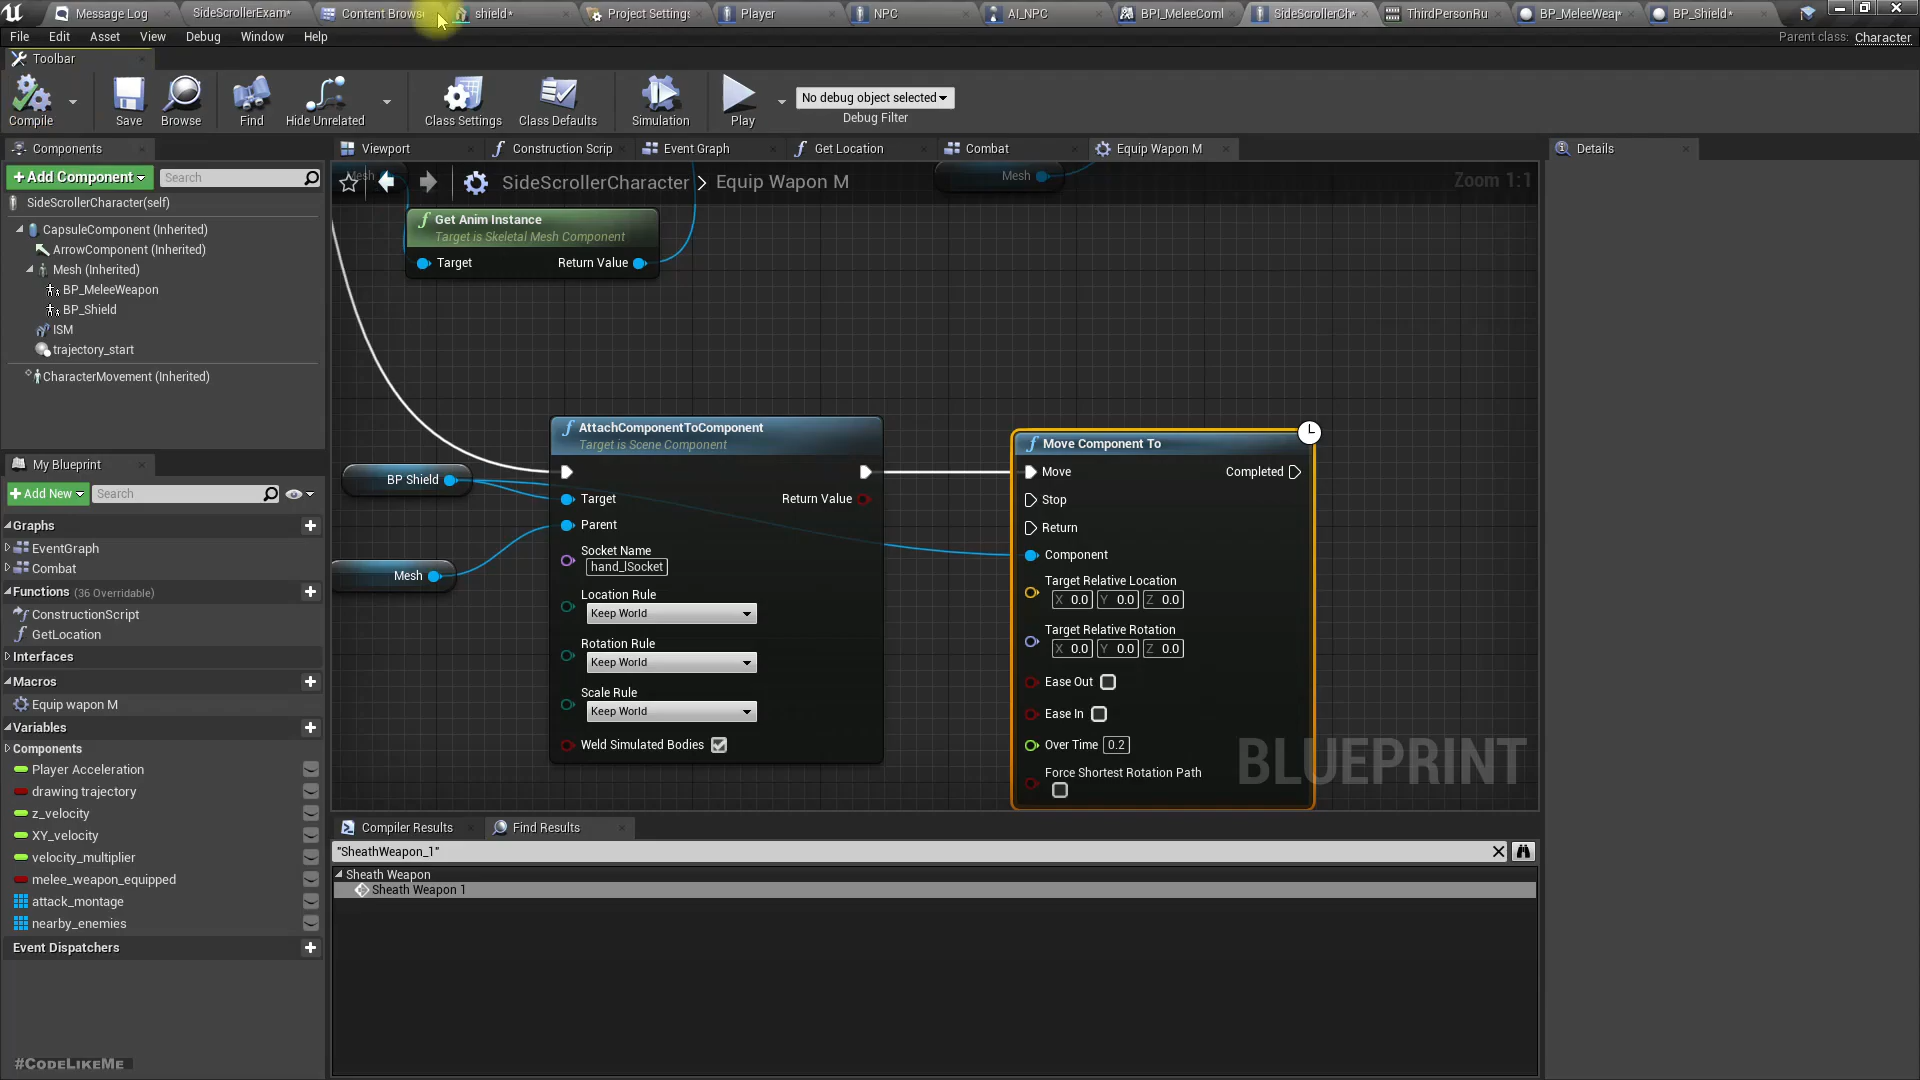 Message Log
SideScrollerExam*
Content Browse
shield*
Project Settings
Player
NPC
AI_NPC
BPI_MeleeComl
SideScrollerCh*
ThirdPersonRu
BP_MeleeWeap*
BP_Shield*
File
Edit
Asset
View
Debug
Window
Help
Parent class: Character
Toolbar
Compile
Save
Browse
Find
Hide Unrelated
Class Settings
Class Defaults
Simulation
Play
No debug object selected
Debug Filter
Components
+Add Component
Search
SideScrollerCharacter(self)
CapsuleComponent (Inherited)
ArrowComponent (Inherited)
Mesh (Inherited)
BP_MeleeWeapon
BP_Shield
ISM
trajectory_start
CharacterMovement (Inherited)
My Blueprint
+Add New
Search
Graphs
EventGraph
Combat
Functions (36 Overridable)
ConstructionScript
GetLocation
Interfaces
Macros
Equip wapon M
Variables
Components
Player Acceleration
drawing trajectory
z_velocity
XY_velocity
velocity_multiplier
melee_weapon_equipped
attack_montage
nearby_enemies
Event Dispatchers
#CodeLikeMe
Viewport
Construction Scrip
Event Graph
Get Location
Combat
Equip Wapon M
Mesh
SideScrollerCharacter > Equip Wapon M
Mesh
Zoom 1:1
Get Anim Instance
Target is Skeletal Mesh Component
Target
Return Value
BP Shield
Mesh
AttachComponentToComponent
Target is Scene Component
Target
Return Value
Parent
Socket Name
hand_lSocket
Location Rule
Keep World
Rotation Rule
Keep World
Scale Rule
Keep World
Weld Simulated Bodies
Move Component To
Move
Completed
Stop
Return
Component
Target Relative Location
X 0.0 Y 0.0 Z 0.0
Target Relative Rotation
X 0.0 Y 0.0 Z 0.0
Ease Out
Ease In
Over Time 0.2
Force Shortest Rotation Path
BLUEPRINT
Compiler Results
Find Results
"SheathWeapon_1"
Sheath Weapon
Sheath Weapon 1
Details